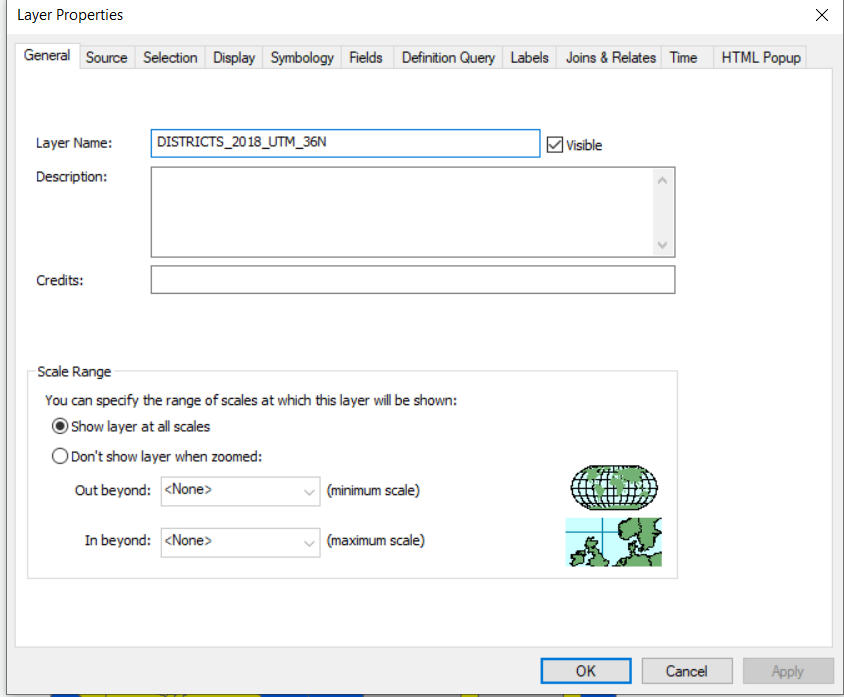 Layer Properties
General Source Selection Display Symbology Fields Definition Query Labels Joins & Relates Time HTML Popup
Layer Name: DISTRICTS_2018_UTM_36N Visible
Description:
Credits:
Scale Range
You can specify the range of scales at which this layer will be shown:
Show layer at all scales
Don't show layer when zoomed:
Out beyond: <None> (minimum scale)
In beyond: <None> (maximum scale)
OK Cancel Apply